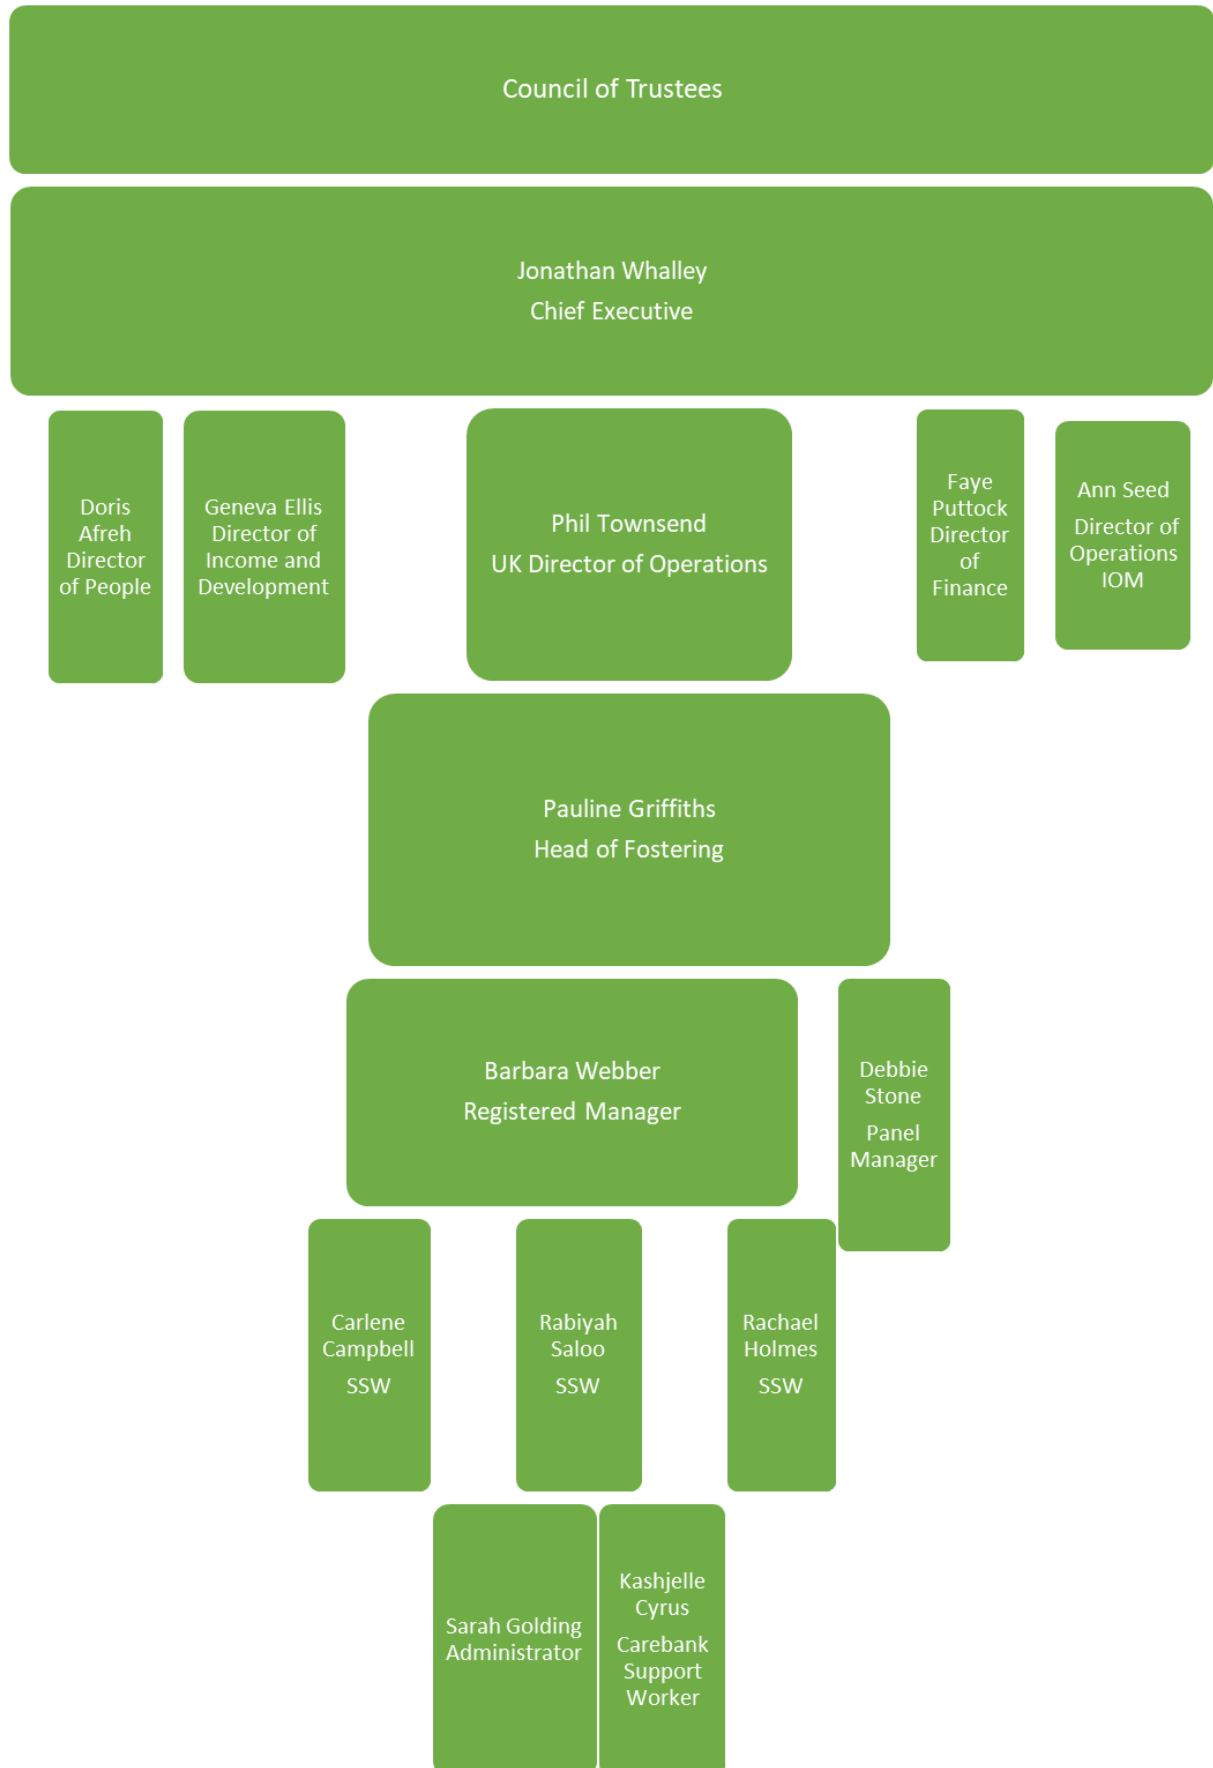 Council of Trustees
Jonathan Whalley
Chief Executive
Doris
Afreh
Director
of People
Geneva Ellis
Director of
Income and
Development
Phil Townsend
UK Director of Operations
Faye
Puttock
Director
of
Finance
Ann Seed
Director of
Operations
IOM
Pauline Griffiths
Head of Fostering
Barbara Webber
Registered Manager
Debbie
Stone
Panel
Manager
Carlene
Campbell
SSW
Rabiyah
Saloo
SSW
Rachael
Holmes
SSW
Sarah Golding
Administrator
Kashjelle
Cyrus
Carebank
Support
Worker